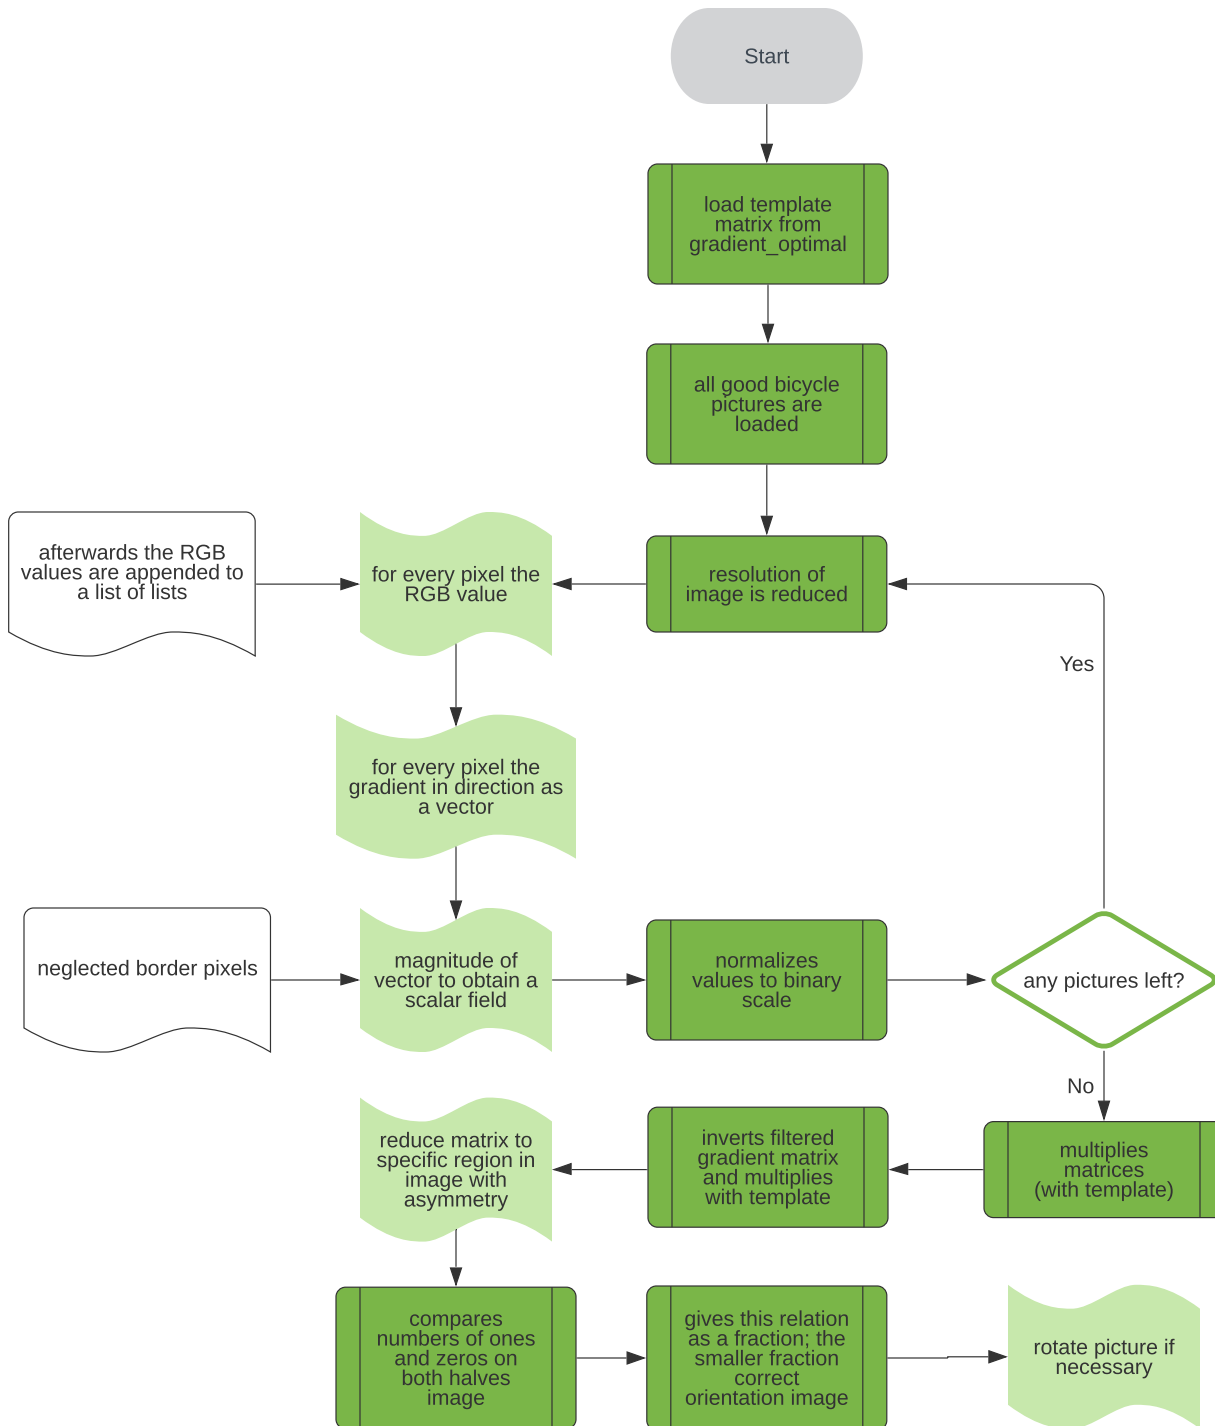 Start
load template
matrix from
gradient_optimal
all good bicycle
pictures are
loaded
afterwards the RGB
values are appended to
a list of lists
for every pixel the
RGB value
resolution of
image is reduced
Yes
for every pixel the
gradient in direction as
a vector
neglected border pixels
magnitude of
vector to obtain a
scalar field
normalizes
values to binary
scale
any pictures left?
No
reduce matrix to
specific region in
image with
asymmetry
inverts filtered
gradient matrix
and multiplies
with template
multiplies
matrices
(with template)
compares
numbers of ones
and zeros on
both halves
image
gives this relation
as a fraction; the
smaller fraction
correct
orientation image
rotate picture if
necessary